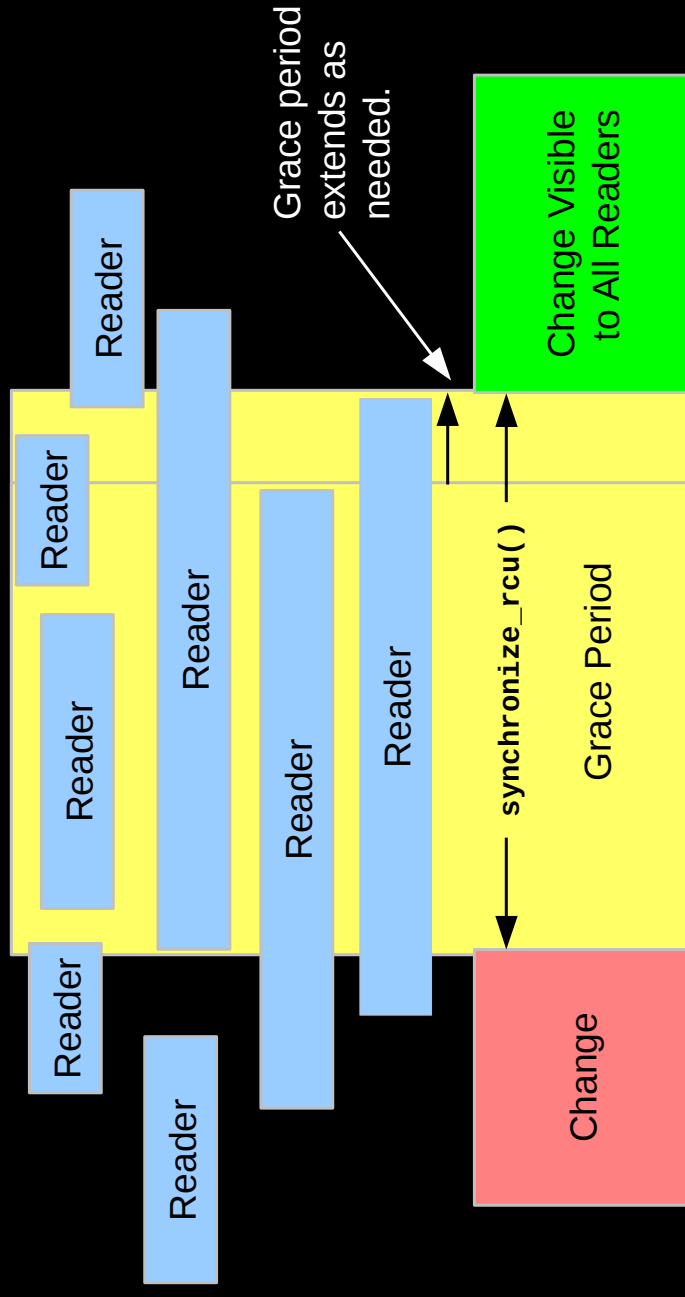 Reader
Reader
Reader
Reader
Reader
Reader
Reader
Reader
Grace period
extends as
needed.
synchronize_rcu()
Change
Grace Period
Change Visible
to All Readers